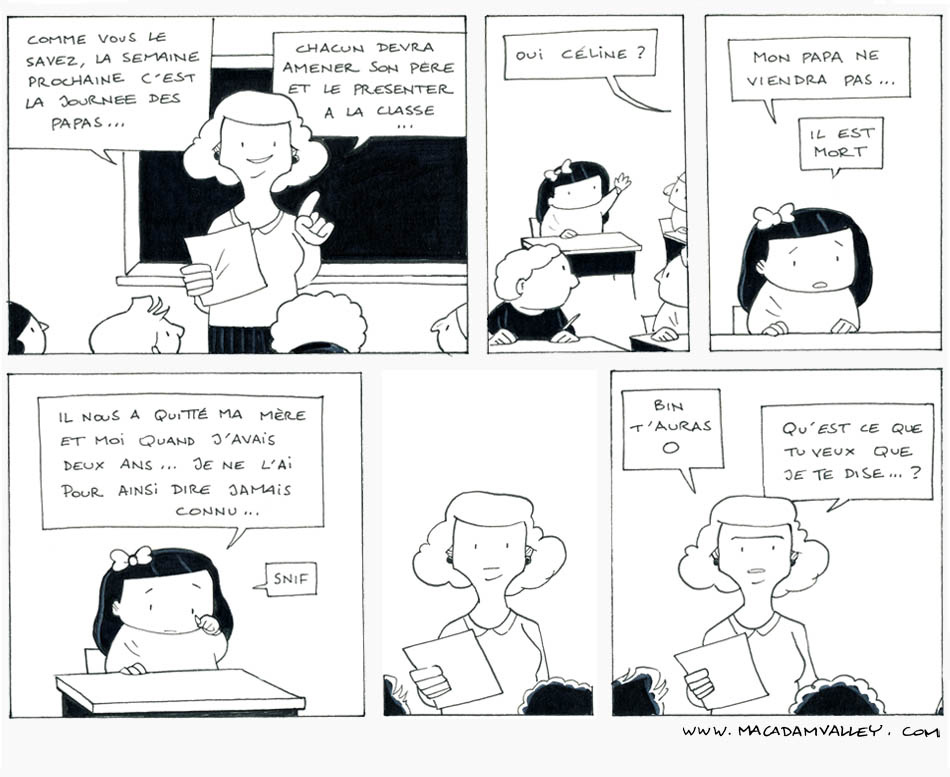 COMME VOUS LE
SAVEZ, LA SEMAINE
PROCHAINE C'EST
LA JOURNEE DES
PAPAS...
CHACUN DEVRA
AMENER SON PÈRE
ET LE PRESENTER
A LA CLASSE
...
OUI CÉLINE ?
MON PAPA NE
VIENDRA PAS...
IL EST
MORT
IL NOUS A QUITTÉ MA MÈRE
ET MOI QUAND J'AVAIS
DEUX ANS... JE NE L'AI
POUR AINSI DIRE JAMAIS
CONNU...
SNIF
BIN
T'AURAS
O
QU'EST CE QUE
TU VEUX QUE
JE TE DISE...?
WWW.MACADAMVALLEY.COM